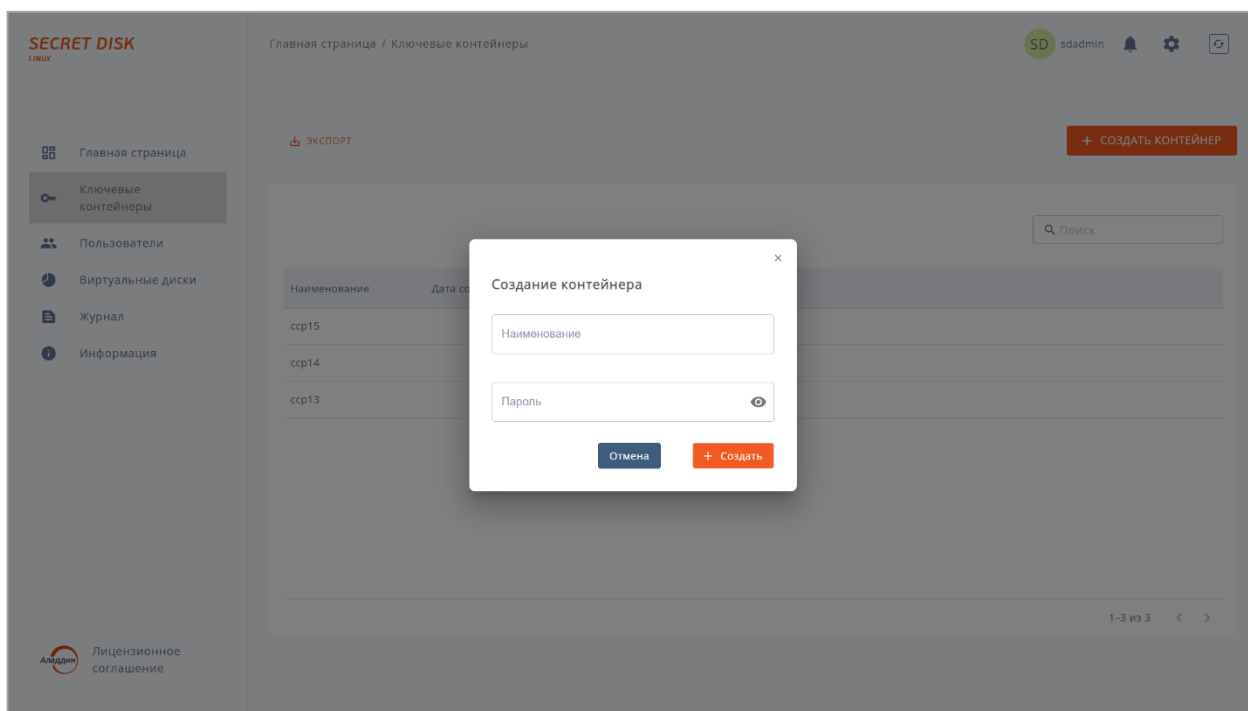 SECRET DISK
LINUX
Главная страница / Ключевые контейнеры
SD sdadmin
Главная страница
Ключевые
контейнеры
Пользователи
Виртуальные диски
Журнал
Информация
ЭКСПОРТ
+ СОЗДАТЬ КОНТЕЙНЕР
Поиск
Наименование Дата со
ccp15
ccp14
ccp13
×
Создание контейнера
Наименование
Пароль
Отмена + Создать
1–3 из 3 < >
Аладдин
Лицензионное
соглашение